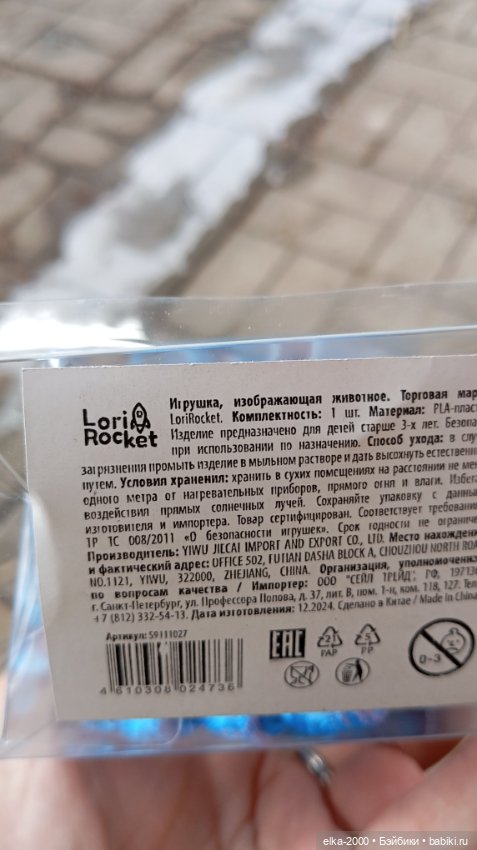 Lori
Rocket
Игрушка, изображающая животное. Торговая мар
LoriRocket. Комплектность: 1 шт. Материал: PLA-пласт
Изделие предназначено для детей старше 3-х лет. Безопа
при использовании по назначению. Способ ухода: в слу
загрязнения промыть изделие в мыльном растворе и дать высохнуть естествен
путем. Условия хранения: хранить в сухих помещениях на расстоянии не мен
одного метра от нагревательных приборов, прямого огня и влаги. Избега
воздействия прямых солнечных лучей. Сохраняйте упаковку с данны
изготовителя и импортера. Товар сертифицирован. Соответствует требовани
ТР ТС 008/2011 «О безопасности игрушек». Срок годности не ограниче
Производитель: YIWU JIECAI IMPORT AND EXPORT CO., LTD. Место нахожден
и фактический адрес: OFFICE 502, FUTIAN DASHA BLOCK A, CHOUZHOU NORTH ROA
NO.1121, YIWU, 322000, ZHEJIANG, CHINA. Организация, уполномоченна
по вопросам качества / Импортер: ООО "СЕЙЛ ТРЕЙД", РФ, 19713
г. Санкт-Петербург, ул. Профессора Попова, д. 37, лит. В, пом. 1-н, ком. 118, 127. Тел
+7 (812) 332-54-13. Дата изготовления: 12.2024. Сделано в Китае / Made in China
Артикул: 59111027
4 610308 024736
EAC
21
PAP
5
PP
0-3
elka-2000 • Бэйбики • babiki.ru